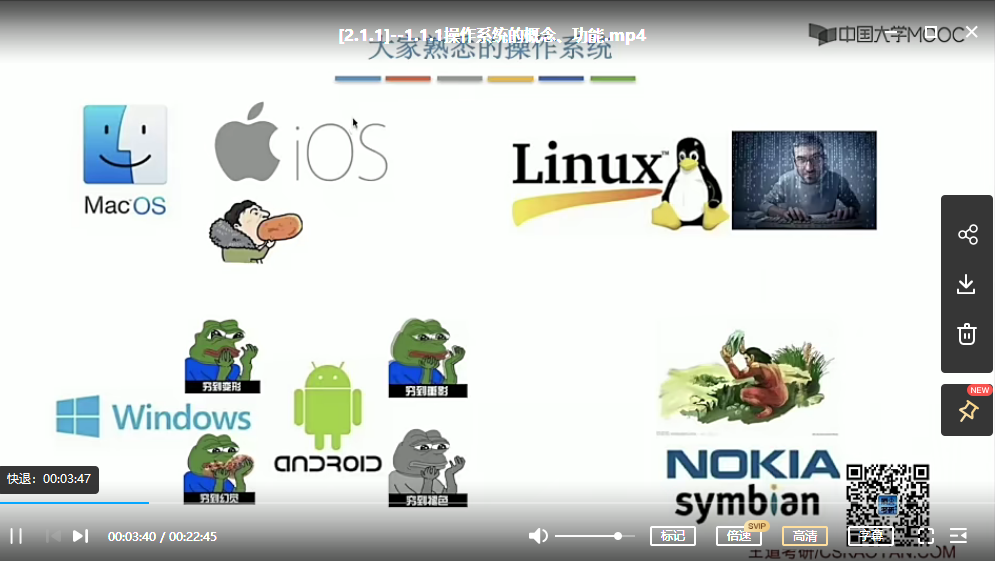 [2.1.1]--1.1.1操作系统的概念、功能.mp4
中国大学MOOC
大家熟悉的操作系统
MacOS
iOS
Linux™
穷到变形
穷到重影
Windows
穷到幻觉
ANDROID
穷到褪色
NOKIA
symbian
快退：00:03:47
NEW
00:03:40 / 00:22:45
标记
倍速
SVIP
高清
字幕
王道考研/CSKAOYAN.COM